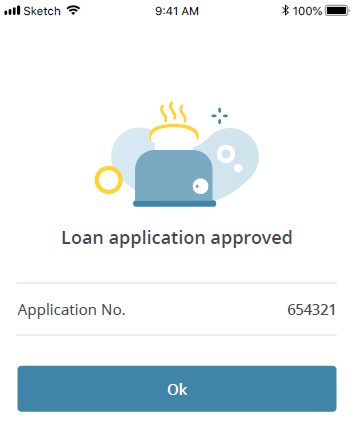 Sketch 9:41 AM 100%
Loan application approved
Application No. 654321
Ok